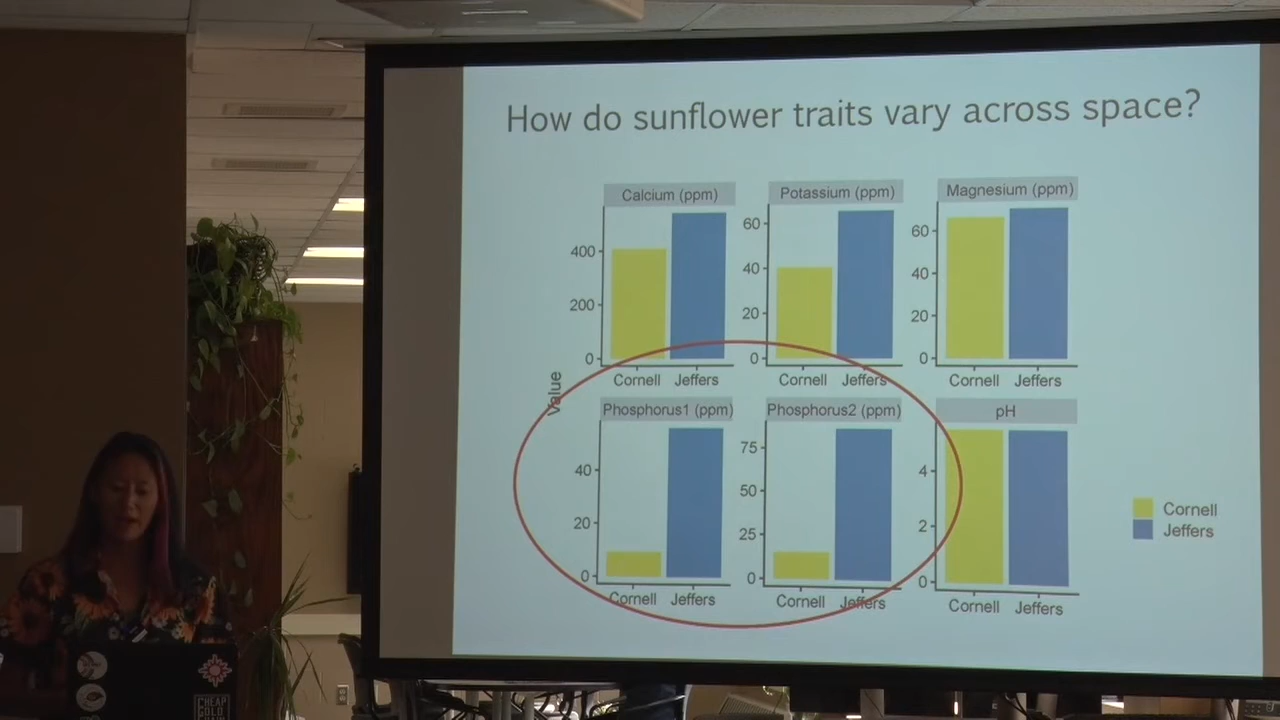 How do sunflower traits vary across space?
Calcium (ppm)
Potassium (ppm)
Magnesium (ppm)
400
200
0
60
40
20
0
60
40
20
0
Cornell Jeffers
Cornell Jeffers
Cornell Jeffers
Value
Phosphorus1 (ppm)
Phosphorus2 (ppm)
pH
40
20
0
75
50
25
0
4
2
0
Cornell Jeffers
Cornell Jeffers
Cornell Jeffers
Cornell
Jeffers
CHEAP
GOLD